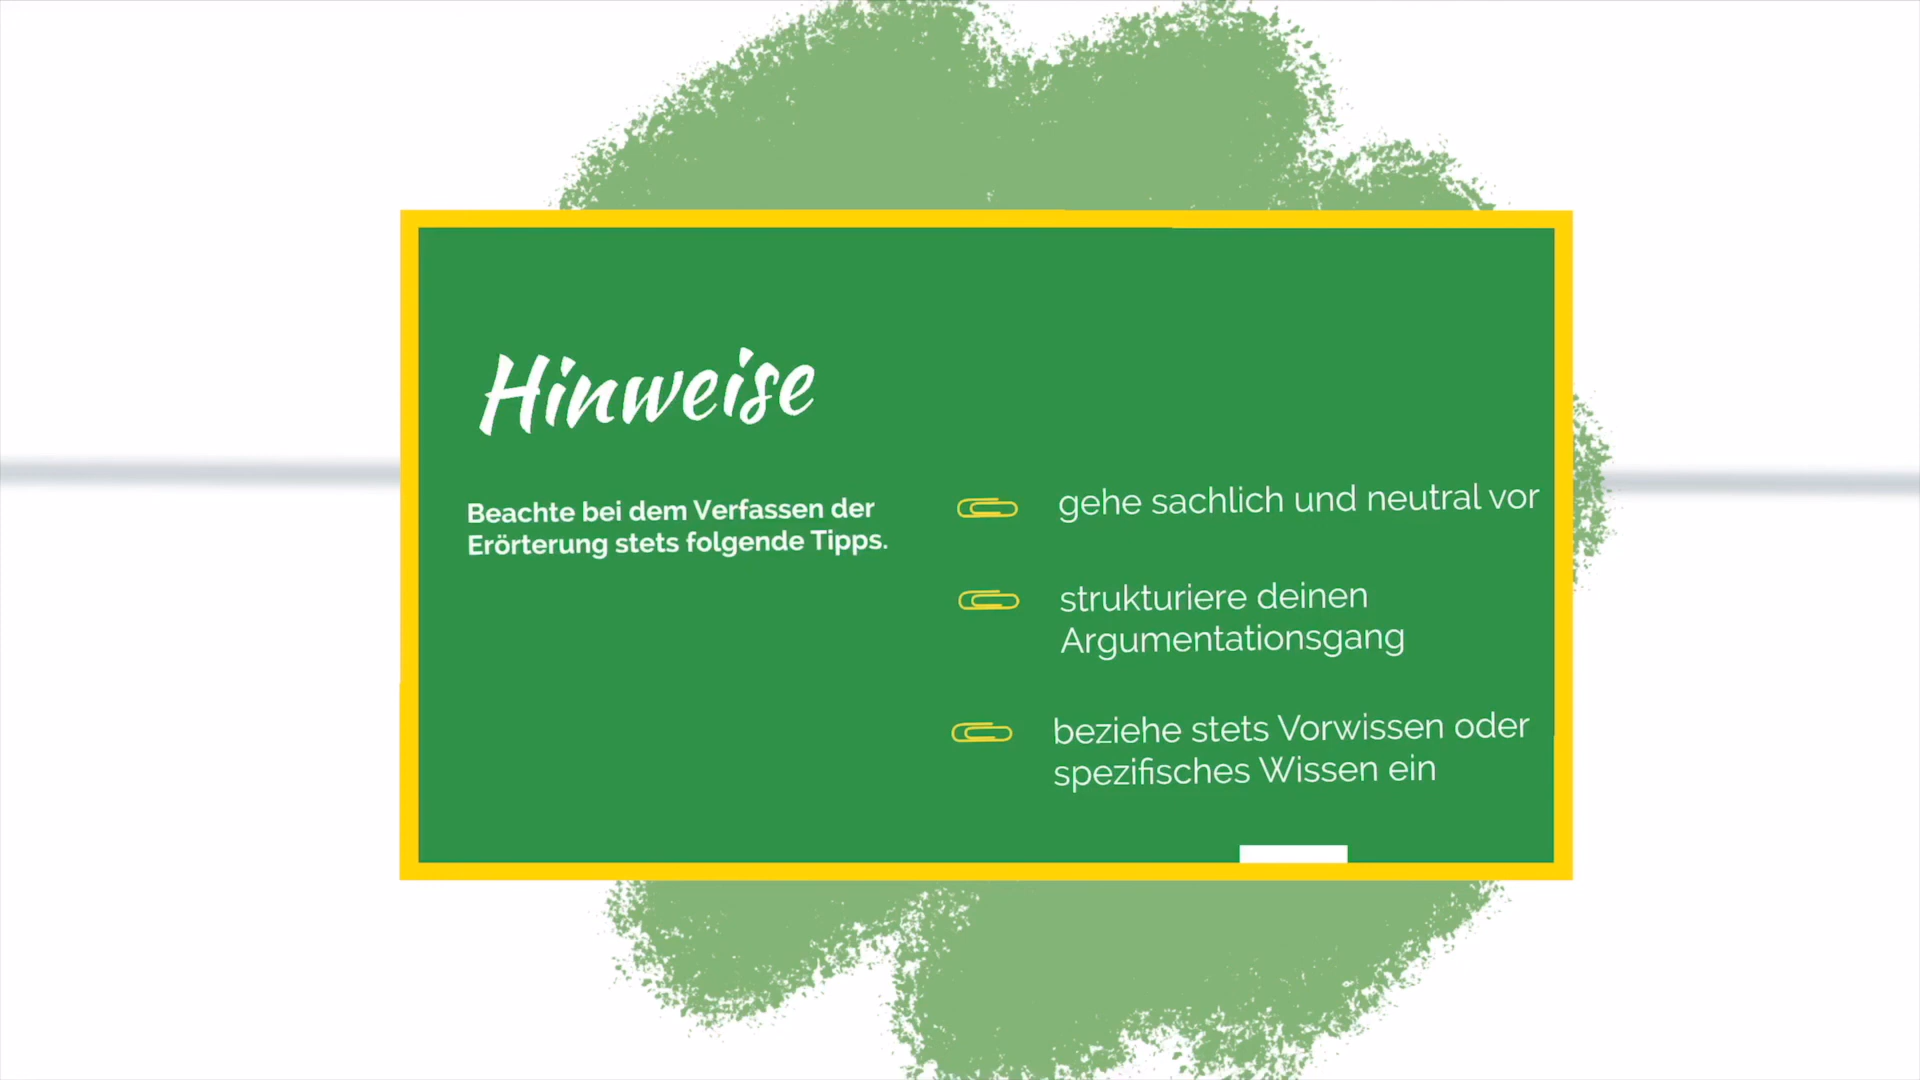 Hinweise
Beachte bei dem Verfassen der
Erörterung stets folgende Tipps.
gehe sachlich und neutral vor
strukturiere deinen
Argumentationsgang
beziehe stets Vorwissen oder
spezifisches Wissen ein